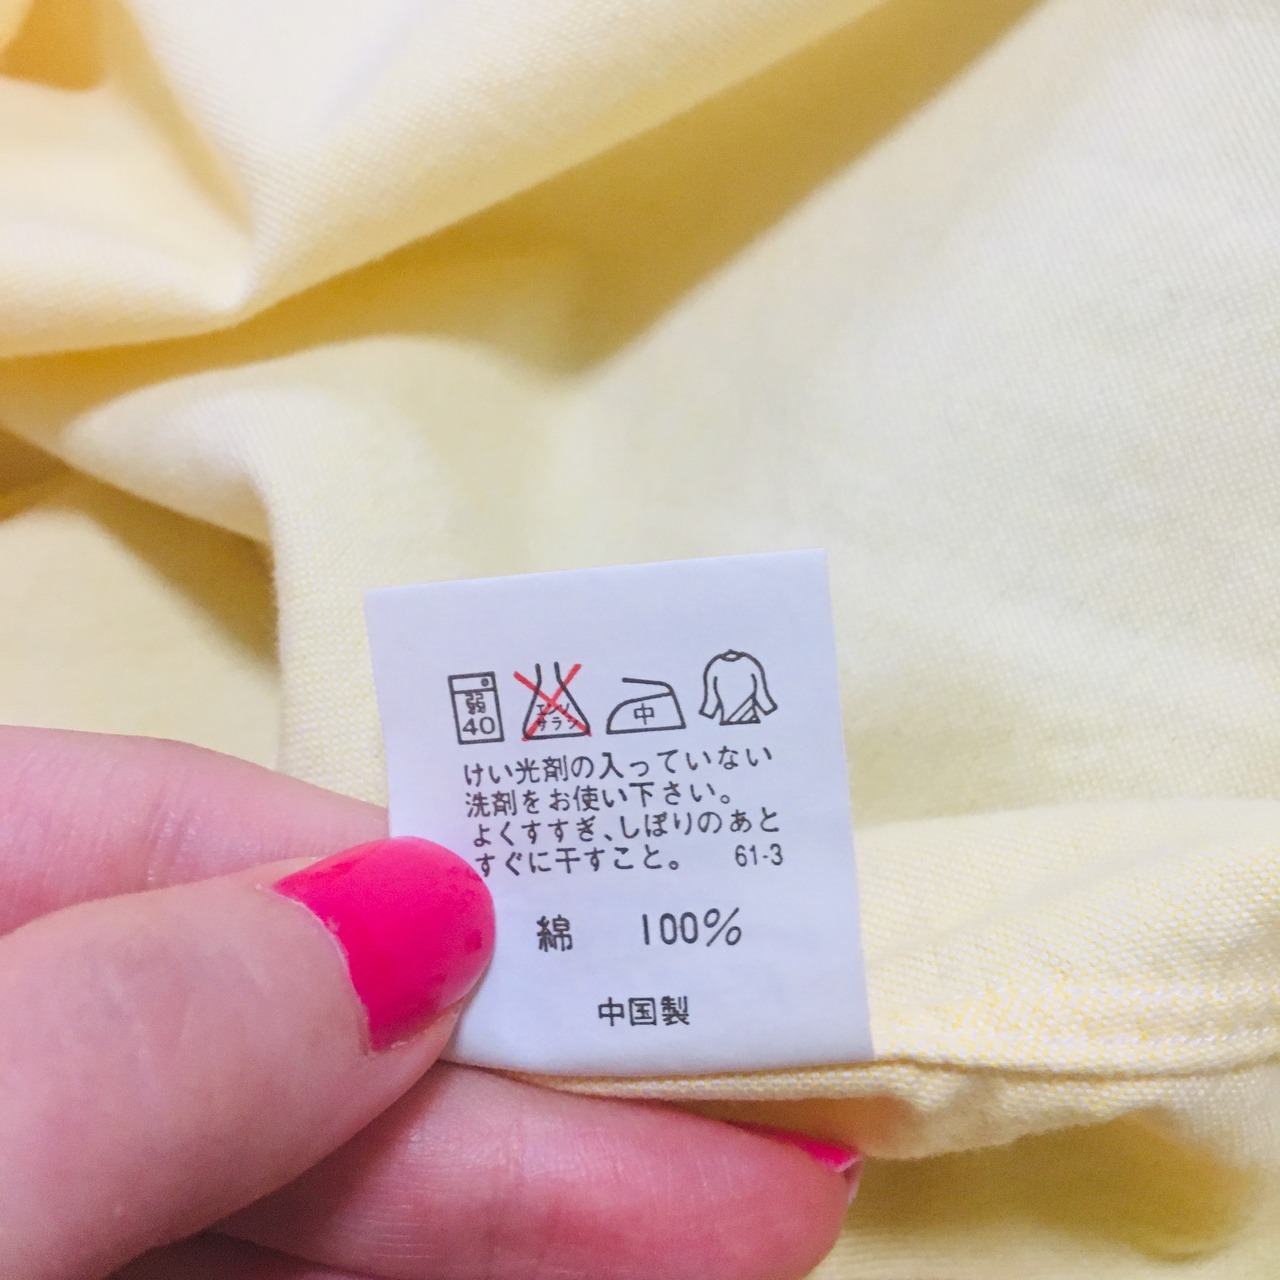 弱
40
エンソ
サラシ
中
けい光剤の入っていない
洗剤をお使い下さい。
よくすすぎ、しぼりのあと
すぐに干すこと。 61-3
綿 100%
中国製